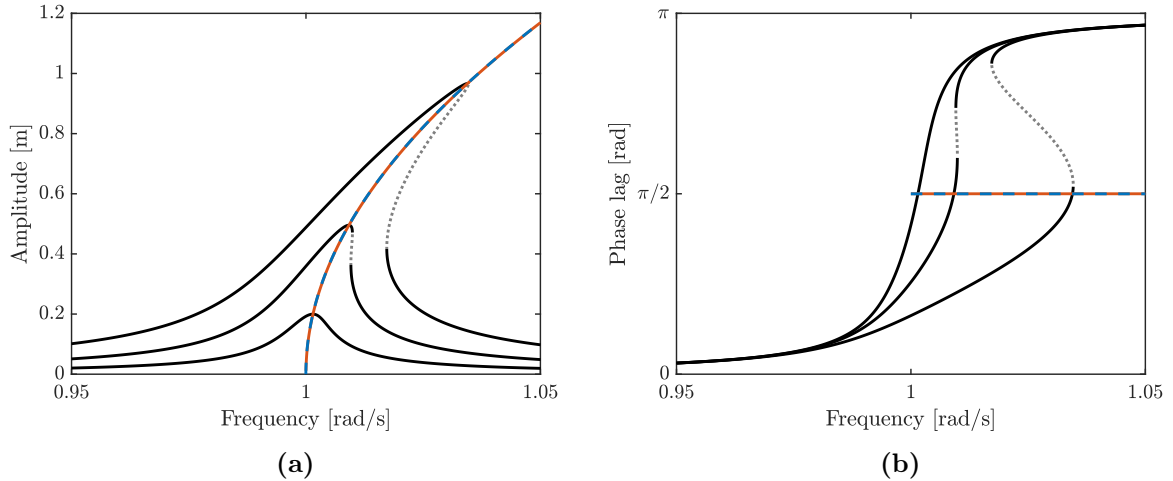 1.2
1
0.8
0.6
0.4
0.2
0
Amplitude [m]
0.95
1
1.05
Frequency [rad/s]
(a)
π
π/2
0
Phase lag [rad]
0.95
1
1.05
Frequency [rad/s]
(b)